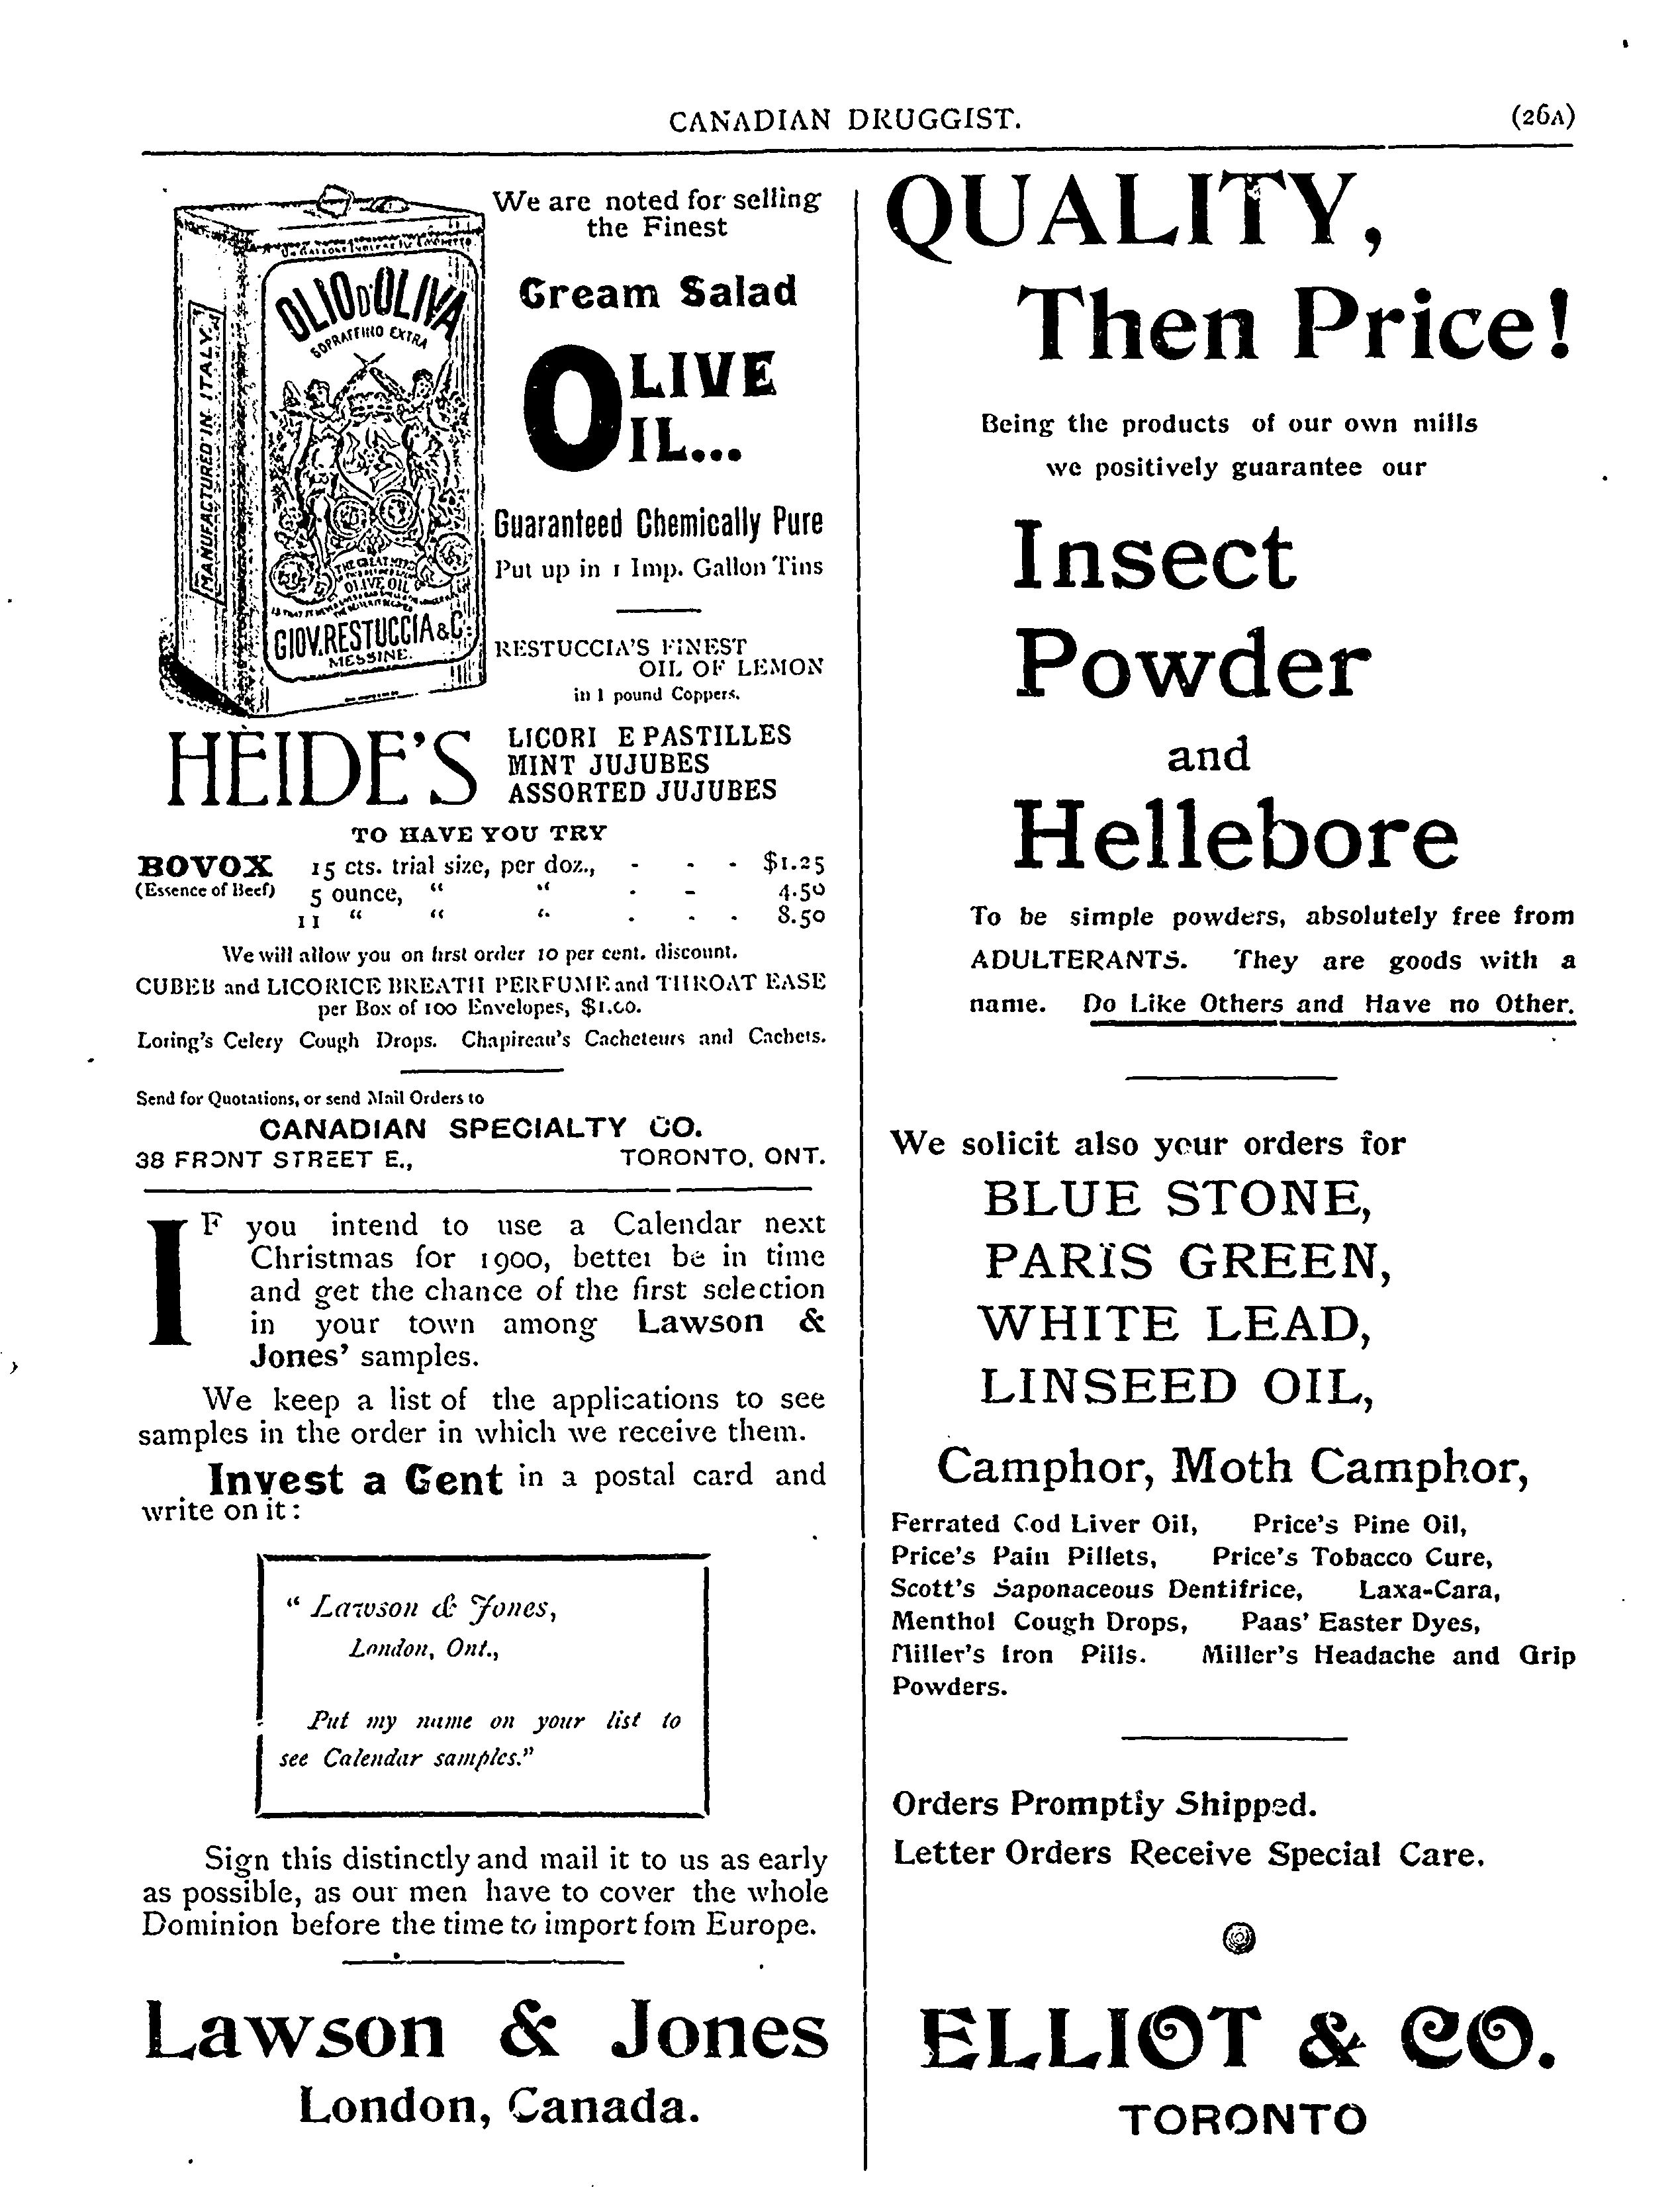 CANADIAN DRUGGIST.
(26A)
OLIO D'OLIVA
SOPRAFFINO EXTRA
MANUFACTURED IN ITALY.
OLIVE OIL
GIOV. RESTUCCIA & C.
MESSINE.
We are noted for selling
the Finest
Cream Salad
OLIVE
OIL...
Guaranteed Chemically Pure
Put up in 1 Imp. Gallon Tins
RESTUCCIA'S FINEST
OIL OF LEMON
in 1 pound Coppers.
HEIDE'S
LICORI E PASTILLES
MINT JUJUBES
ASSORTED JUJUBES
TO HAVE YOU TRY
BOVOX 15 cts. trial size, per doz., - - - $1.25
(Essence of Beef) 5 ounce, " " - - 4.50
11 " " " - - - 8.50
We will allow you on first order 10 per cent. discount.
CUBEB and LICORICE BREATH PERFUME and THROAT EASE
per Box of 100 Envelopes, $1.00.
Loring's Celery Cough Drops. Chapireau's Cacheteurs and Cachets.
Send for Quotations, or send Mail Orders to
CANADIAN SPECIALTY CO.
38 FRONT STREET E., TORONTO, ONT.
IF you intend to use a Calendar next
Christmas for 1900, better be in time
and get the chance of the first selection
in your town among Lawson &
Jones' samples.
We keep a list of the applications to see
samples in the order in which we receive them.
Invest a Cent in a postal card and
write on it:
" Lawson & Jones,
London, Ont.,
Put my name on your list to
see Calendar samples."
Sign this distinctly and mail it to us as early
as possible, as our men have to cover the whole
Dominion before the time to import fom Europe.
Lawson & Jones
London, Canada.
QUALITY,
Then Price!
Being the products of our own mills
we positively guarantee our
Insect
Powder
and
Hellebore
To be simple powders, absolutely free from
ADULTERANTS. They are goods with a
name. Do Like Others and Have no Other.
We solicit also your orders for
BLUE STONE,
PARIS GREEN,
WHITE LEAD,
LINSEED OIL,
Camphor, Moth Camphor,
Ferrated Cod Liver Oil, Price's Pine Oil,
Price's Pain Pillets, Price's Tobacco Cure,
Scott's Saponaceous Dentifrice, Laxa-Cara,
Menthol Cough Drops, Paas' Easter Dyes,
Miller's Iron Pills. Miller's Headache and Grip
Powders.
Orders Promptly Shipped.
Letter Orders Receive Special Care.
ELLIOT & CO.
TORONTO